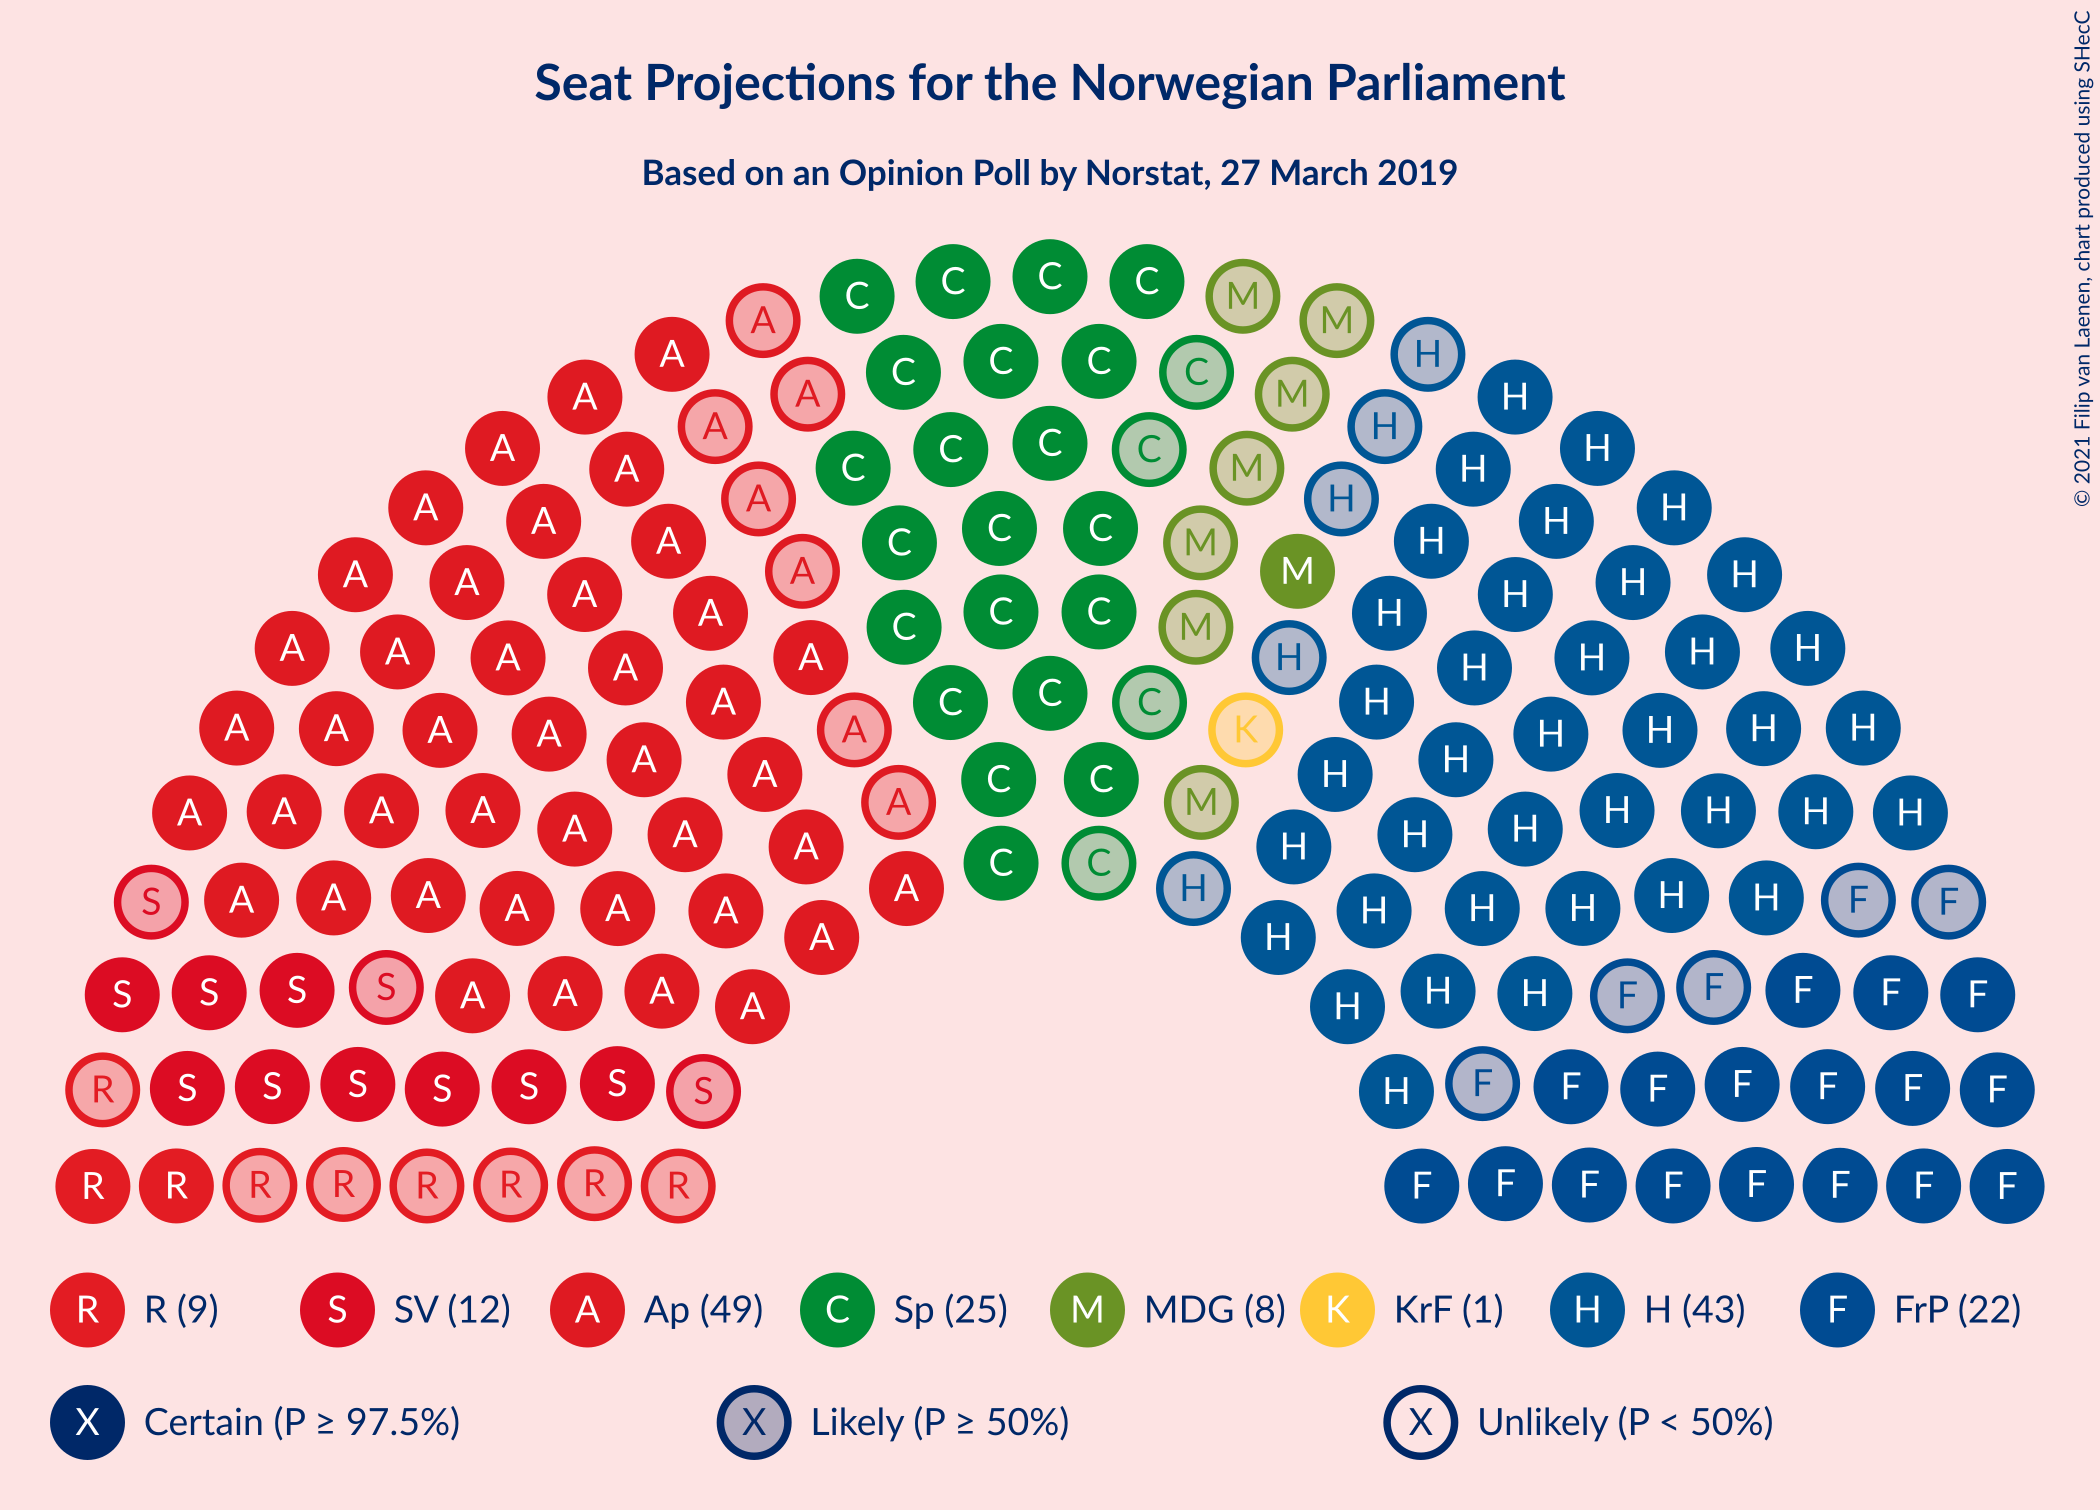 Seat Projections for the Norwegian Parliament
Based on an Opinion Poll by Norstat, 27 March 2019
© 2021 Filip van Laenen, chart produced using SHecC
C C C C M M
A H
A C C C C M H
A A A H H
A A C C C C M H
A A A H H H
A A A C C C M M H H H
A A A C C C M H H H H
A A A A C C C K H H H H
A A A A A C C M H H H H H
A A A A A A A A C C H H H H H H H H
S A A A A A A A H H H H H H F F
S S S S A A A A H H H F F F F F
R S S S S S S S H F F F F F F F
R R R R R R R R F F F F F F F F
R R (9) S SV (12) A Ap (49) C Sp (25) M MDG (8) K KrF (1) H H (43) F FrP (22)
X Certain (P ≥ 97.5%) X Likely (P ≥ 50%) X Unlikely (P < 50%)